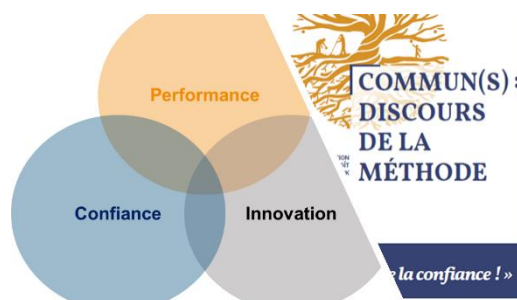 Performance
Confiance
Innovation
COMMUN(S) :
DISCOURS
DE LA
MÉTHODE
la confiance ! »